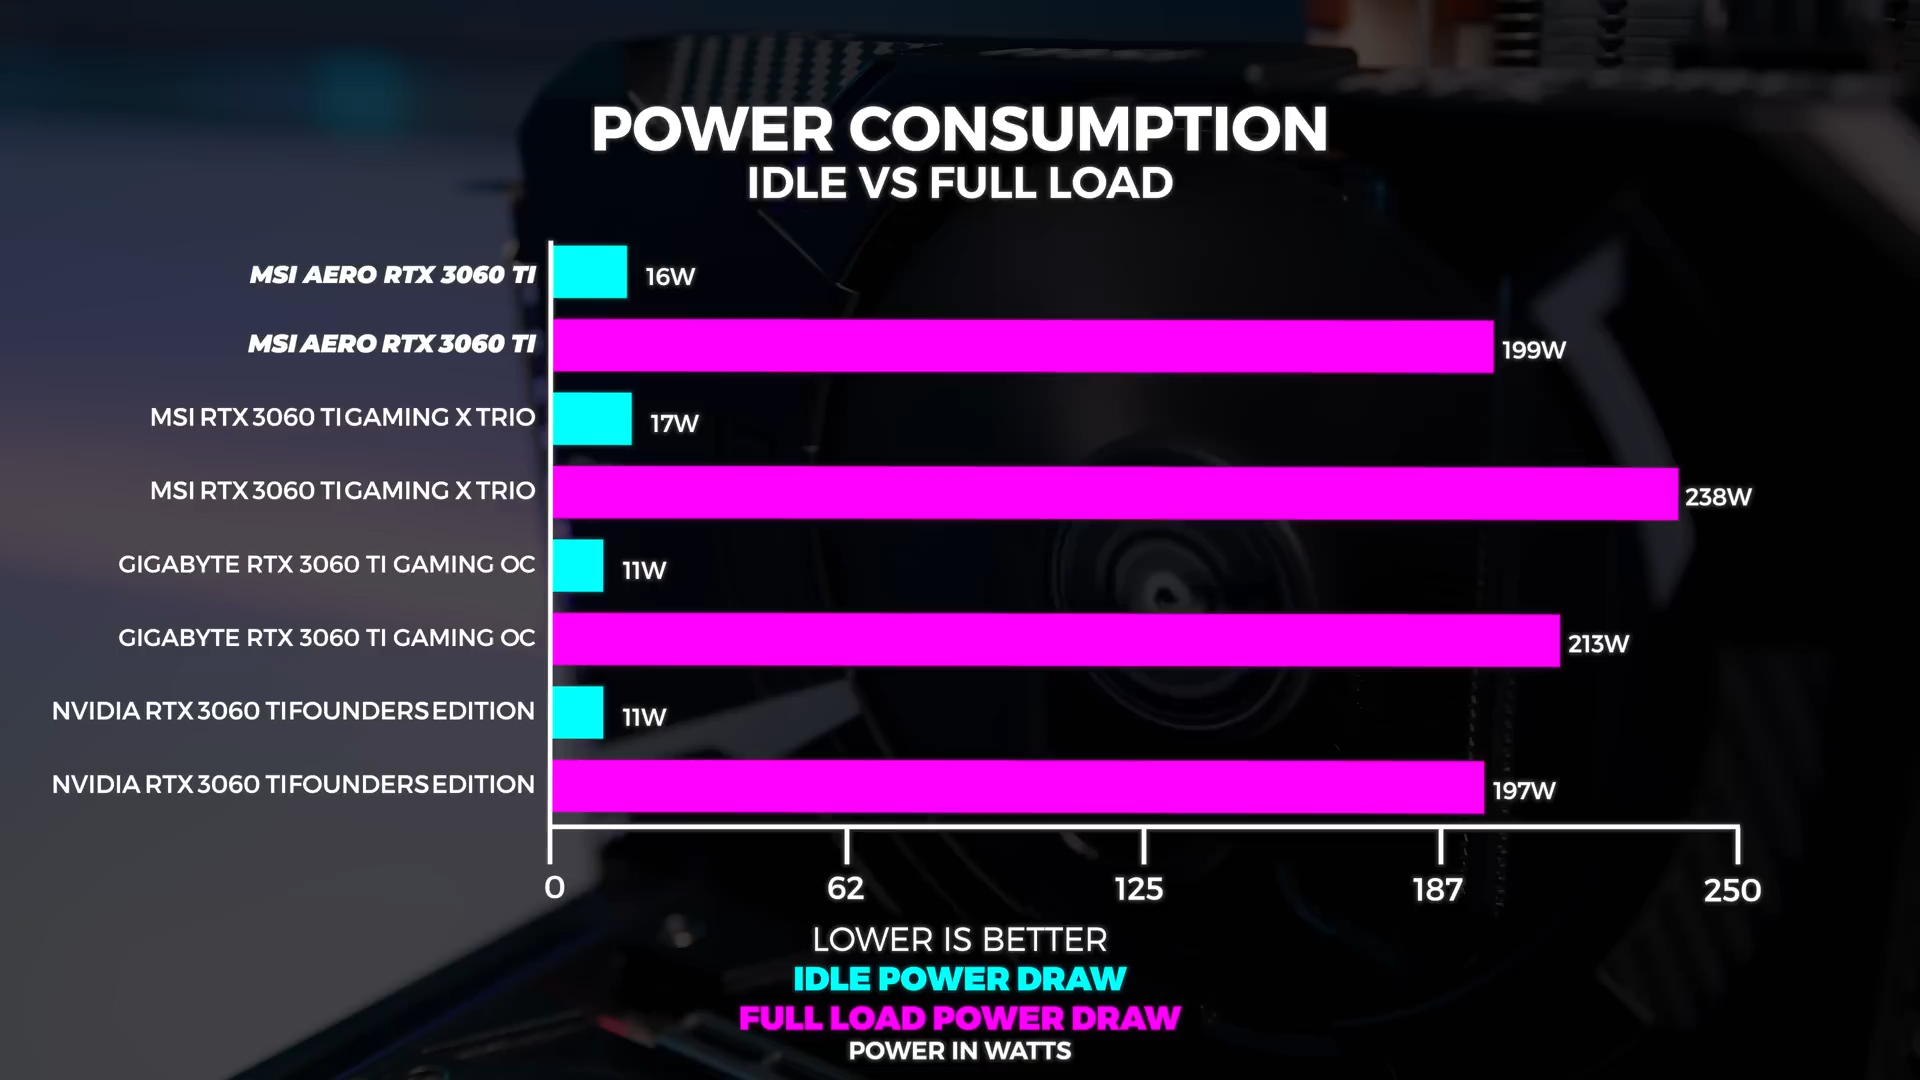 POWER CONSUMPTION
IDLE VS FULL LOAD
MSI AERO RTX 3060 TI 16W
MSI AERO RTX 3060 TI 199W
MSI RTX 3060 TI GAMING X TRIO 17W
MSI RTX 3060 TI GAMING X TRIO 238W
GIGABYTE RTX 3060 TI GAMING OC 11W
GIGABYTE RTX 3060 TI GAMING OC 213W
NVIDIA RTX 3060 TI FOUNDERS EDITION 11W
NVIDIA RTX 3060 TI FOUNDERS EDITION 197W
0 62 125 187 250
LOWER IS BETTER
IDLE POWER DRAW
FULL LOAD POWER DRAW
POWER IN WATTS